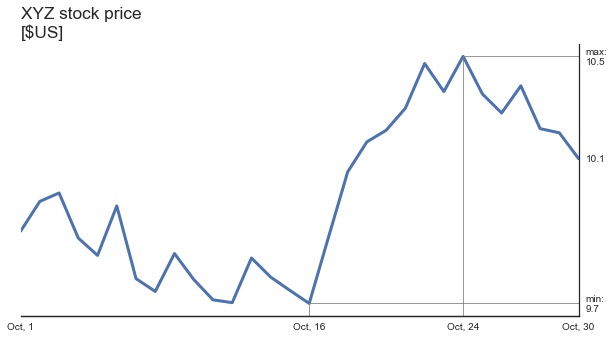 XYZ stock price
[$US]
max:
10.5
10.1
min:
9.7
Oct, 1
Oct, 16
Oct, 24
Oct, 30